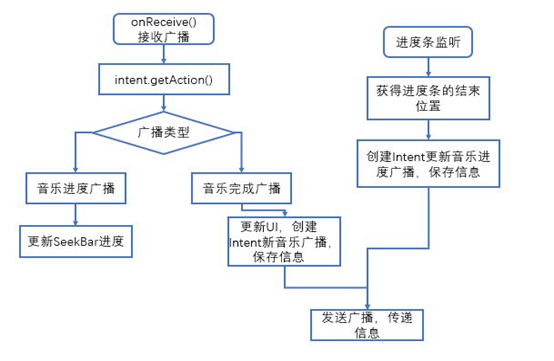 onReceive()
接收广播
intent.getAction()
广播类型
音乐进度广播
音乐完成广播
更新SeekBar进度
更新UI，创建
Intent新音乐广播，
保存信息
进度条监听
获得进度条的结束
位置
创建Intent更新音乐进
度广播，保存信息
发送广播，传递
信息